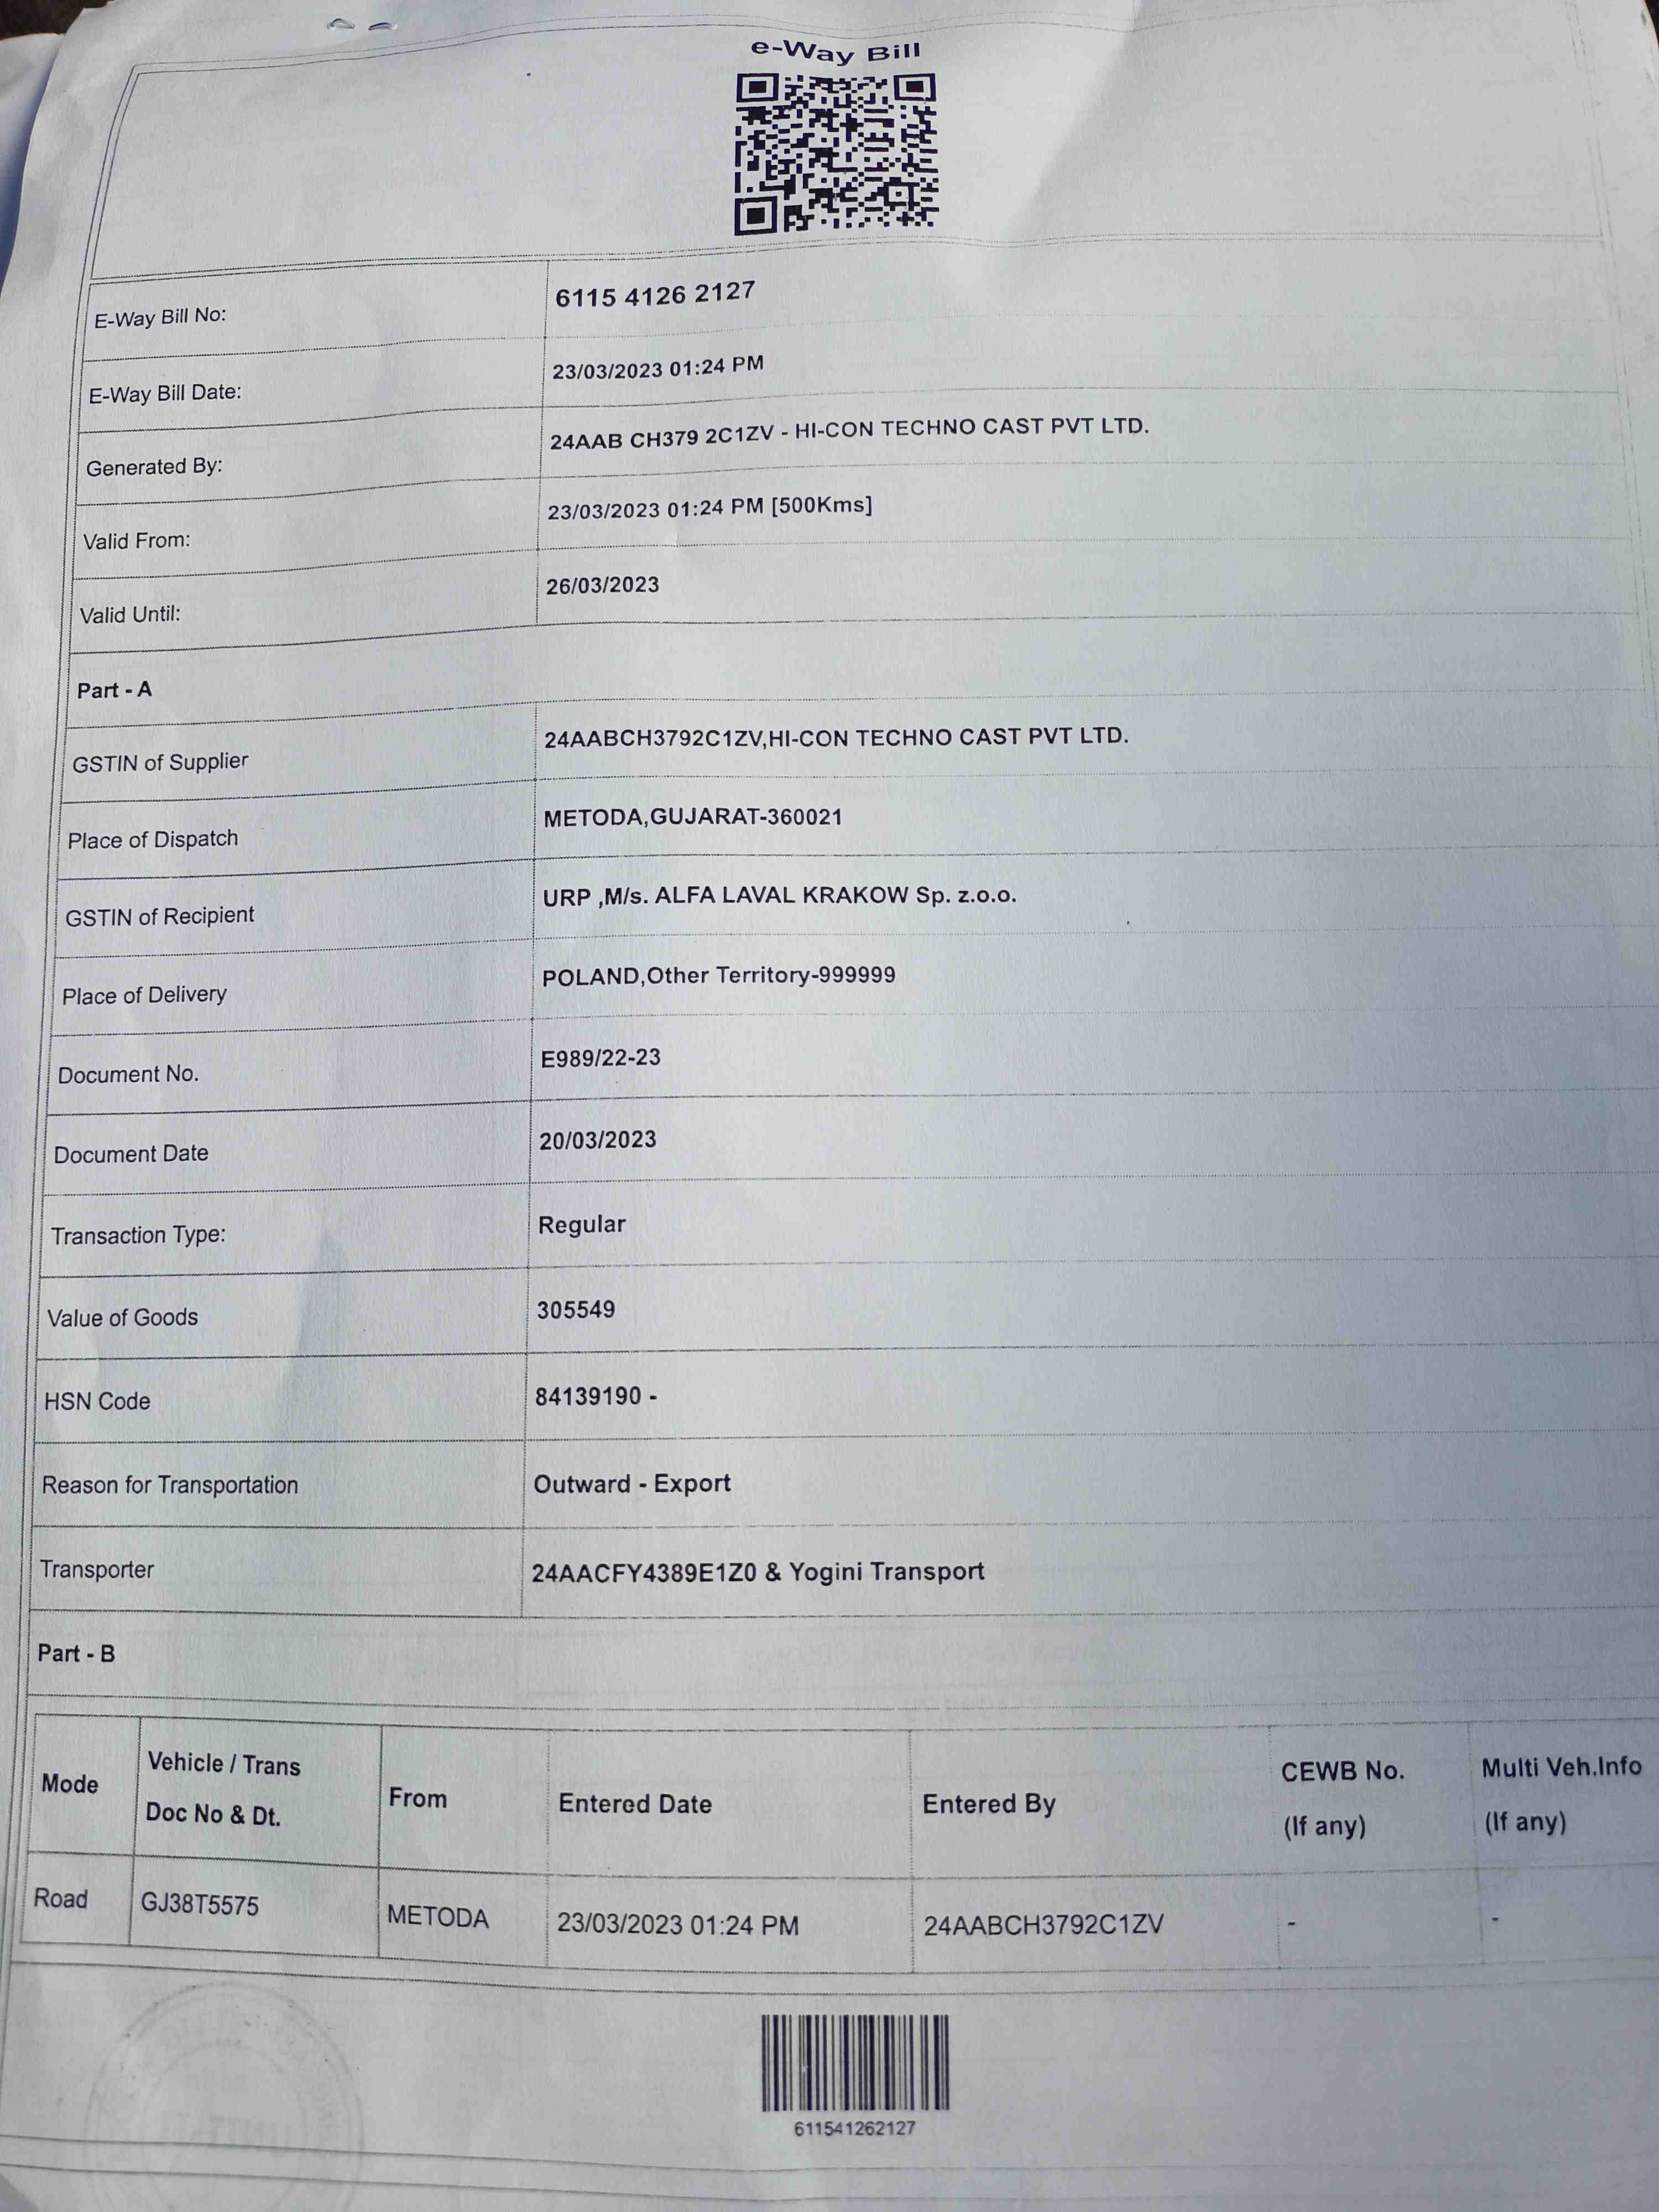 e-Way Bill
E-Way Bill No: 6115 4126 2127
E-Way Bill Date: 23/03/2023 01:24 PM
Generated By: 24AAB CH379 2C1ZV - HI-CON TECHNO CAST PVT LTD.
Valid From: 23/03/2023 01:24 PM [500Kms]
Valid Until: 26/03/2023
Part - A
GSTIN of Supplier 24AABCH3792C1ZV,HI-CON TECHNO CAST PVT LTD.
Place of Dispatch METODA,GUJARAT-360021
GSTIN of Recipient URP ,M/s. ALFA LAVAL KRAKOW Sp. z.o.o.
Place of Delivery POLAND,Other Territory-999999
Document No. E989/22-23
Document Date 20/03/2023
Transaction Type: Regular
Value of Goods 305549
HSN Code 84139190 -
Reason for Transportation Outward - Export
Transporter 24AACFY4389E1Z0 & Yogini Transport
Part - B
Mode Vehicle / Trans Doc No & Dt. From Entered Date Entered By CEWB No. (If any) Multi Veh.Info (If any)
Road GJ38T5575 METODA 23/03/2023 01:24 PM 24AABCH3792C1ZV - -
611541262127